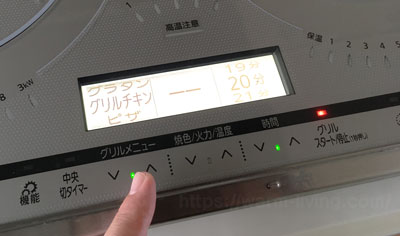 高温注意
8 3kW
保温 1 2 3 4 5
グラタン
グリルチキン
ピザ
--
19分
20分
21分
グリルメニュー
焼色/火力/温度
時間
グリル
スタート/停止
機能
中央
切タイマー